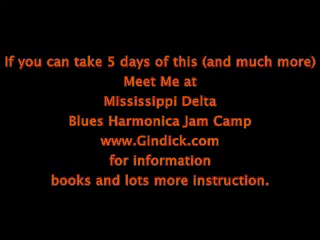 If you can take 5 days of this (and much more)
Meet Me at
Mississippi Delta
Blues Harmonica Jam Camp
www.Gindick.com
for information
books and lots more instruction.